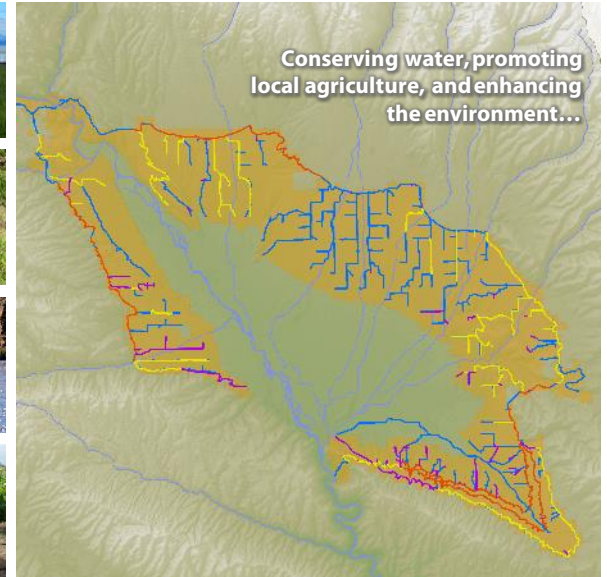 Conserving water, promoting
local agriculture, and enhancing
the environment…